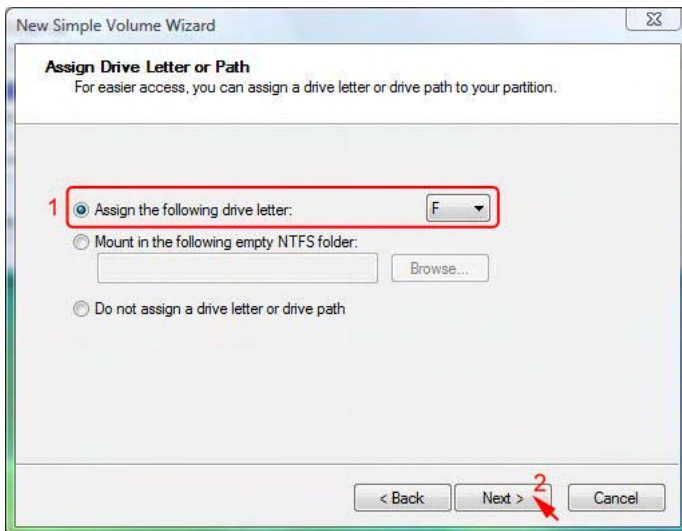 New Simple Volume Wizard
Assign Drive Letter or Path
For easier access, you can assign a drive letter or drive path to your partition.
1 Assign the following drive letter: F
Mount in the following empty NTFS folder:
Browse...
Do not assign a drive letter or drive path
2
< Back Next > Cancel